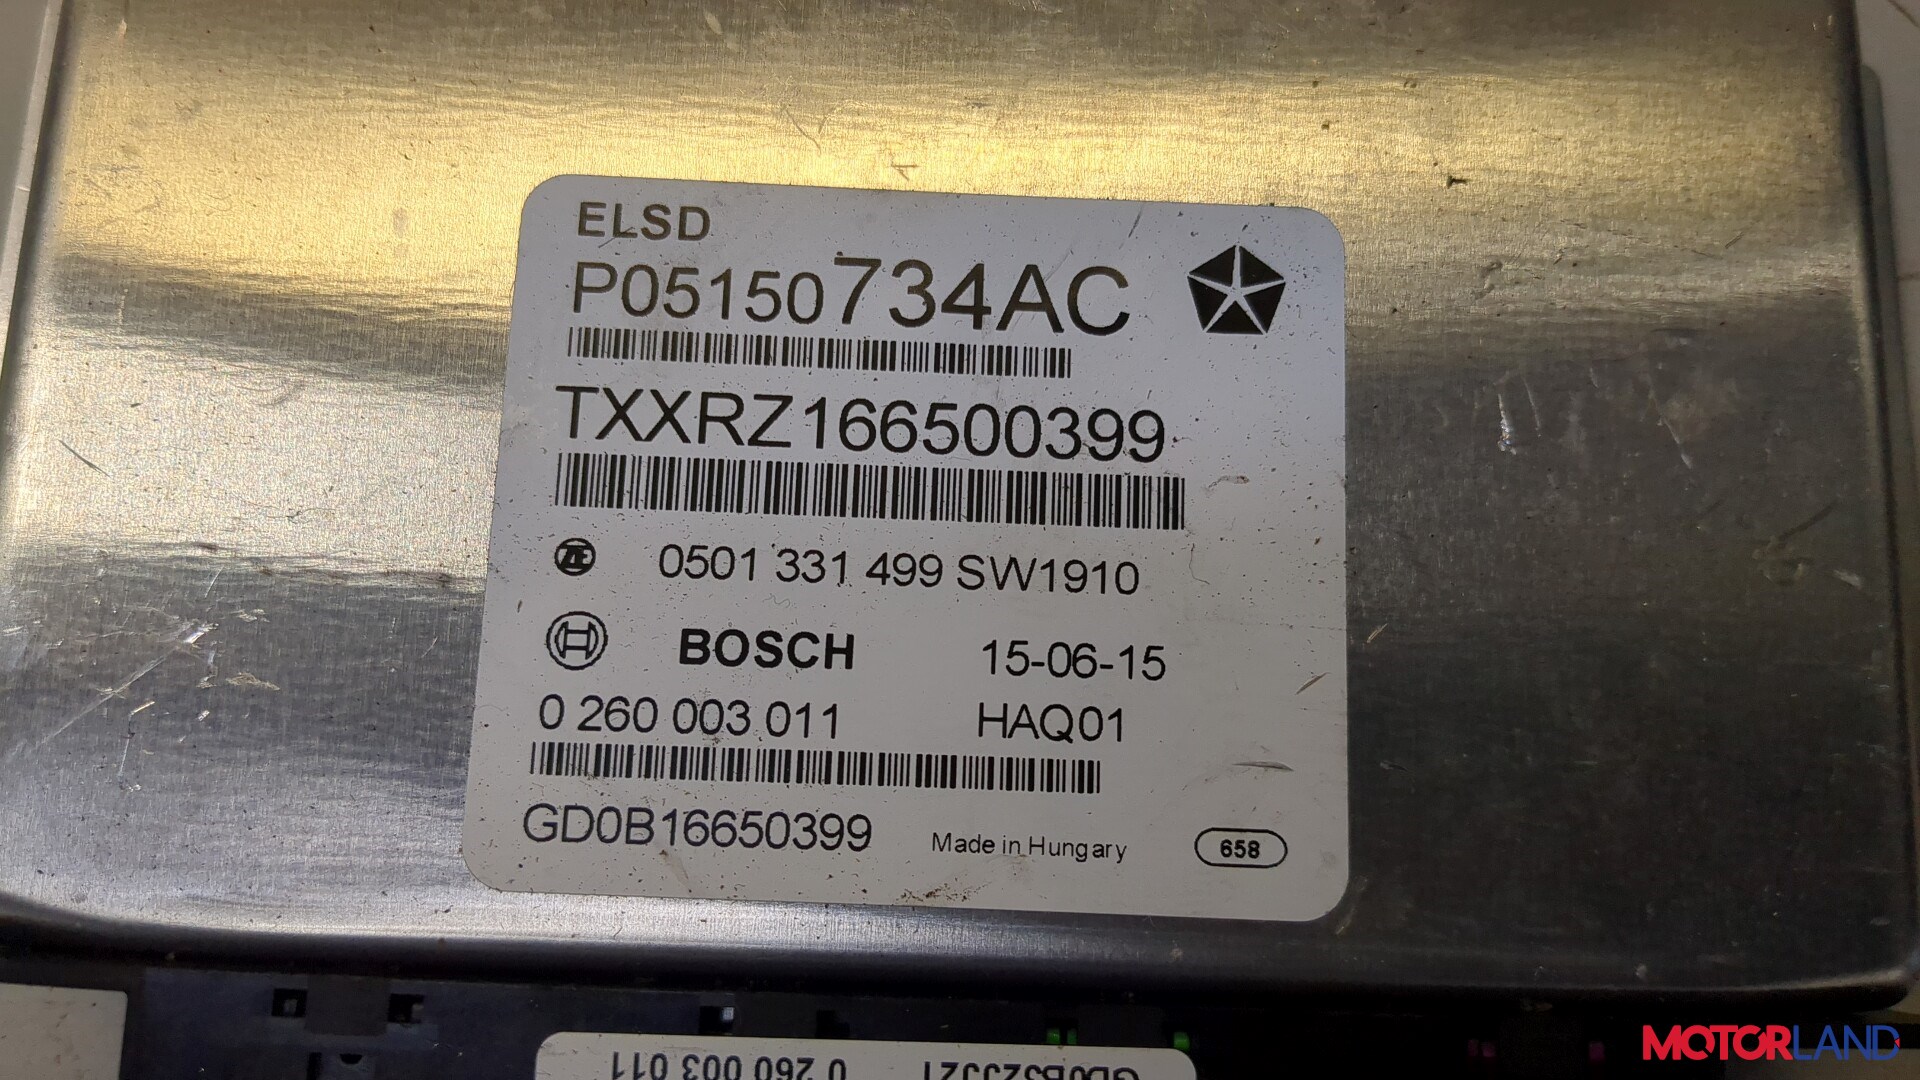 ELSD
P05150734AC
TXXRZ166500399
ZF 0501 331 499 SW1910
BOSCH 15-06-15
0 260 003 011 HAQ01
GD0B16650399 Made in Hungary 658
0 260 003 011
MOTORLAND